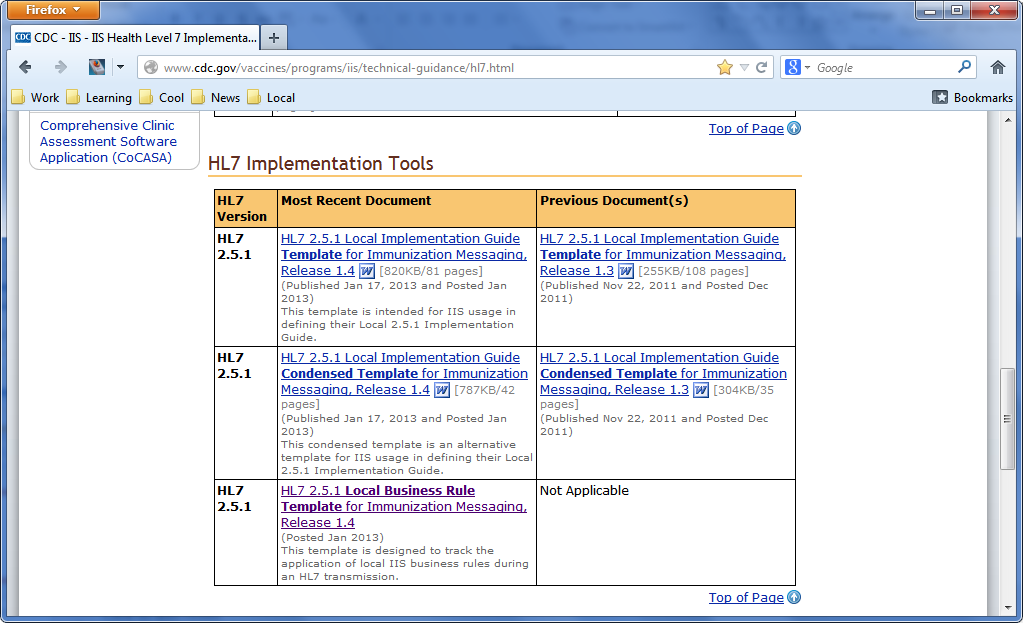 Firefox
CDC - IIS - IIS Health Level 7 Implementa...
www.cdc.gov/vaccines/programs/iis/technical-guidance/hl7.html
Google
Work Learning Cool News Local Bookmarks
Comprehensive Clinic
Assessment Software
Application (CoCASA)
Top of Page
HL7 Implementation Tools
HL7
Version
Most Recent Document
Previous Document(s)
HL7
2.5.1
HL7 2.5.1 Local Implementation Guide
Template for Immunization Messaging,
Release 1.4 [820KB/81 pages]
(Published Jan 17, 2013 and Posted Jan
2013)
This template is intended for IIS usage in
defining their Local 2.5.1 Implementation
Guide.
HL7 2.5.1 Local Implementation Guide
Template for Immunization Messaging,
Release 1.3 [255KB/108 pages]
(Published Nov 22, 2011 and Posted Dec
2011)
HL7
2.5.1
HL7 2.5.1 Local Implementation Guide
Condensed Template for Immunization
Messaging, Release 1.4 [787KB/42
pages]
(Published Jan 17, 2013 and Posted Jan
2013)
This condensed template is an alternative
template for IIS usage in defining their Local
2.5.1 Implementation Guide.
HL7 2.5.1 Local Implementation Guide
Condensed Template for Immunization
Messaging, Release 1.3 [304KB/35
pages]
(Published Nov 22, 2011 and Posted Dec
2011)
HL7
2.5.1
HL7 2.5.1 Local Business Rule
Template for Immunization Messaging,
Release 1.4
(Posted Jan 2013)
This template is designed to track the
application of local IIS business rules during
an HL7 transmission.
Not Applicable
Top of Page